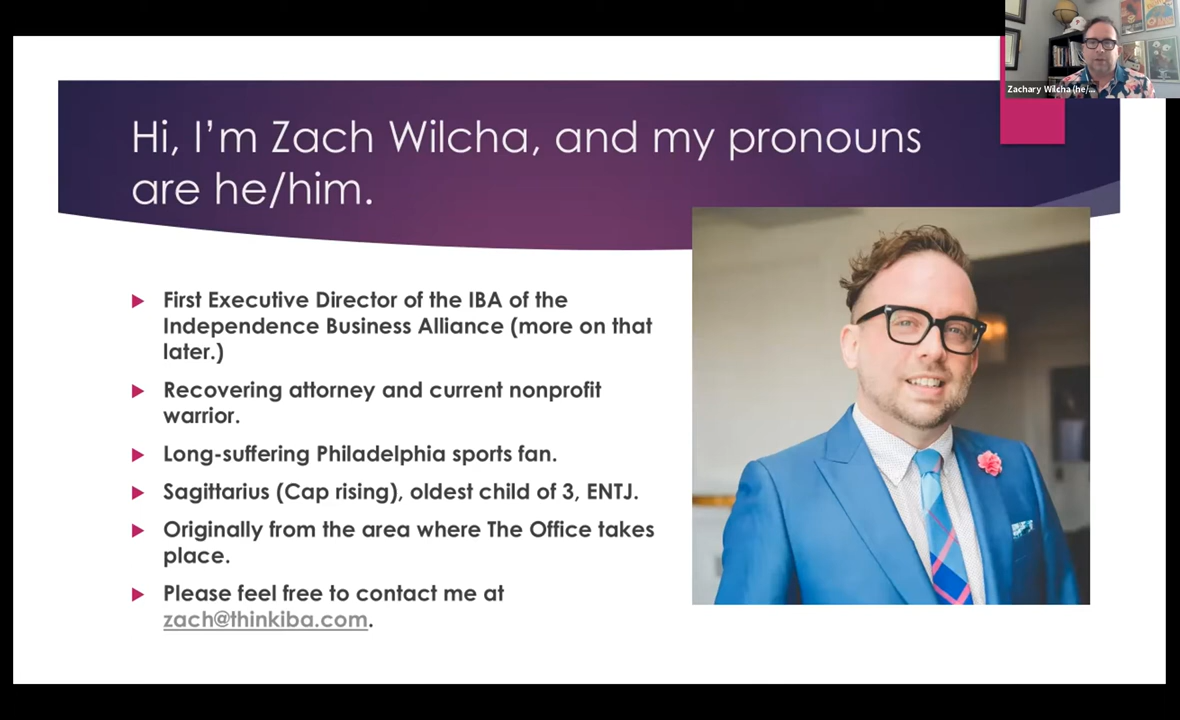 Zachary Wilcha (he/...
Hi, I’m Zach Wilcha, and my pronouns
are he/him.
First Executive Director of the IBA of the
Independence Business Alliance (more on that
later.)
Recovering attorney and current nonprofit
warrior.
Long-suffering Philadelphia sports fan.
Sagittarius (Cap rising), oldest child of 3, ENTJ.
Originally from the area where The Office takes
place.
Please feel free to contact me at
zach@thinkiba.com.